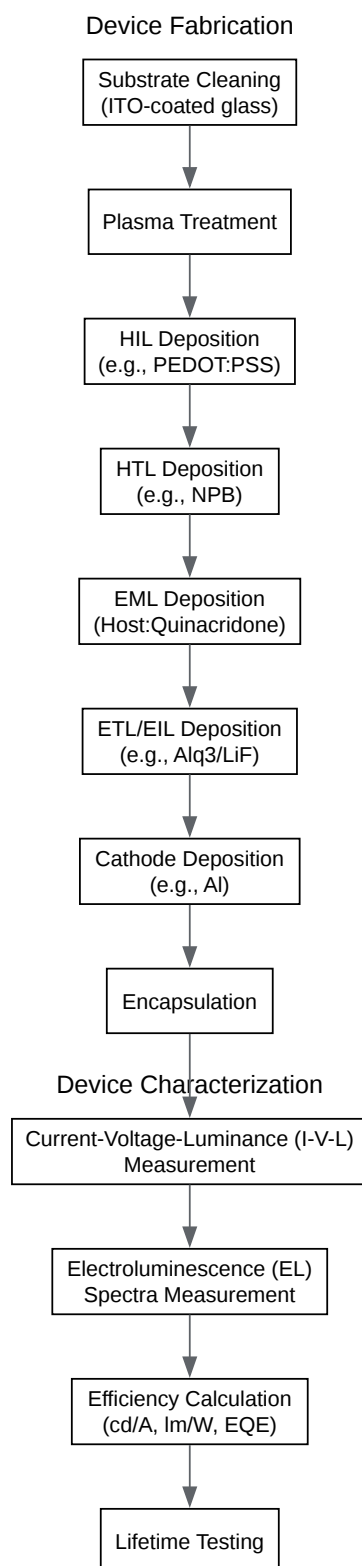 Device Fabrication
Substrate Cleaning
(ITO-coated glass)
Plasma Treatment
HIL Deposition
(e.g., PEDOT:PSS)
HTL Deposition
(e.g., NPB)
EML Deposition
(Host:Quinacridone)
ETL/EIL Deposition
(e.g., Alq3/LiF)
Cathode Deposition
(e.g., Al)
Encapsulation
Device Characterization
Current-Voltage-Luminance (I-V-L)
Measurement
Electroluminescence (EL)
Spectra Measurement
Efficiency Calculation
(cd/A, lm/W, EQE)
Lifetime Testing